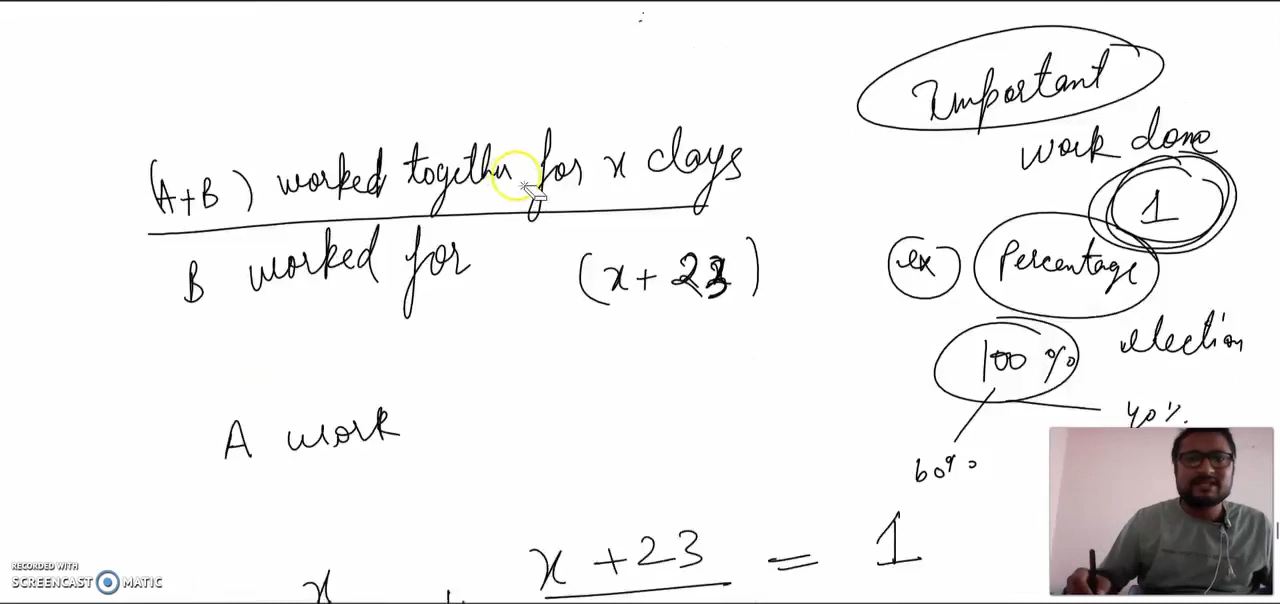 Important
work done
1
(A+B) worked together for x days
B worked for (x+23)
ex Percentage
election
100%
40%
60%
A work
x + x+23 = 1
RECORDED WITH
SCREENCAST MATIC